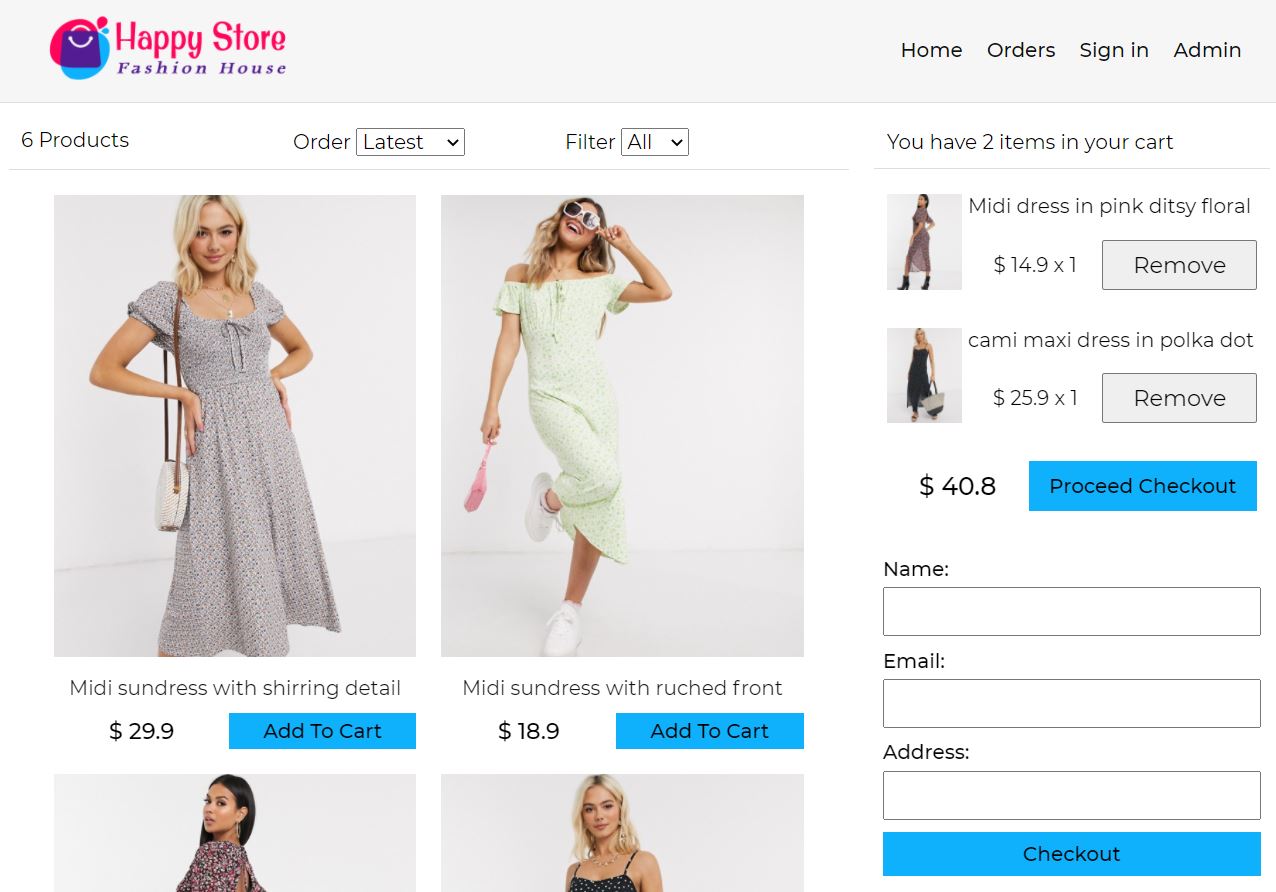 Happy Store
Fashion House
Home Orders Sign in Admin
6 Products
Order Latest
Filter All
You have 2 items in your cart
Midi dress in pink ditsy floral
$ 14.9 x 1
Remove
cami maxi dress in polka dot
$ 25.9 x 1
Remove
$ 40.8
Proceed Checkout
Name:
Email:
Address:
Checkout
Midi sundress with shirring detail
$ 29.9
Add To Cart
Midi sundress with ruched front
$ 18.9
Add To Cart